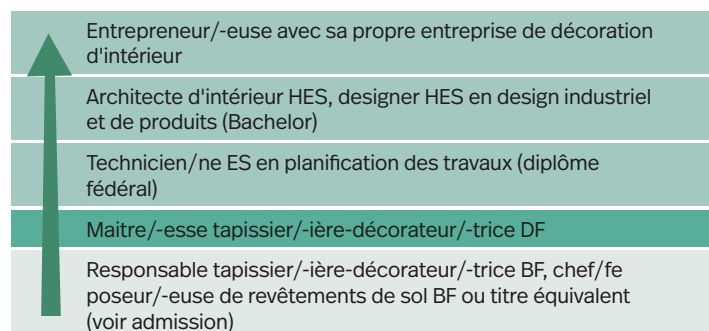 Entrepreneur/-euse avec sa propre entreprise de décoration
d'intérieur
Architecte d'intérieur HES, designer HES en design industriel
et de produits (Bachelor)
Technicien/ne ES en planification des travaux (diplôme
fédéral)
Maitre/-esse tapissier/-ière-décorateur/-trice DF
Responsable tapissier/-ière-décorateur/-trice BF, chef/fe
poseur/-euse de revêtements de sol BF ou titre équivalent
(voir admission)